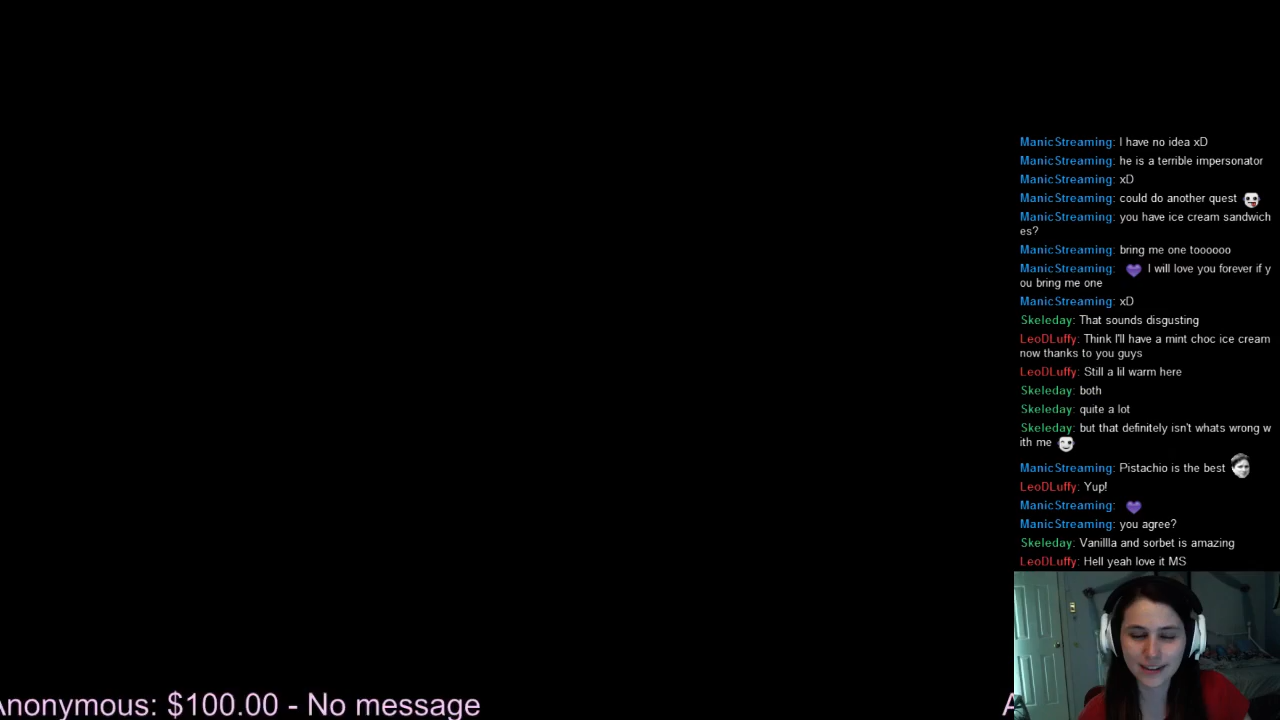 ManicStreaming: I have no idea xD
ManicStreaming: he is a terrible impersonator
ManicStreaming: xD
ManicStreaming: could do another quest
ManicStreaming: you have ice cream sandwich
es?
ManicStreaming: bring me one toooooo
ManicStreaming: I will love you forever if y
ou bring me one
ManicStreaming: xD
Skeleday: That sounds disgusting
LeoDLuffy: Think I'll have a mint choc ice cream
now thanks to you guys
LeoDLuffy: Still a lil warm here
Skeleday: both
Skeleday: quite a lot
Skeleday: but that definitely isn't whats wrong w
ith me
ManicStreaming: Pistachio is the best
LeoDLuffy: Yup!
ManicStreaming:
ManicStreaming: you agree?
Skeleday: Vanillla and sorbet is amazing
LeoDLuffy: Hell yeah love it MS
Anonymous: $100.00 - No message A